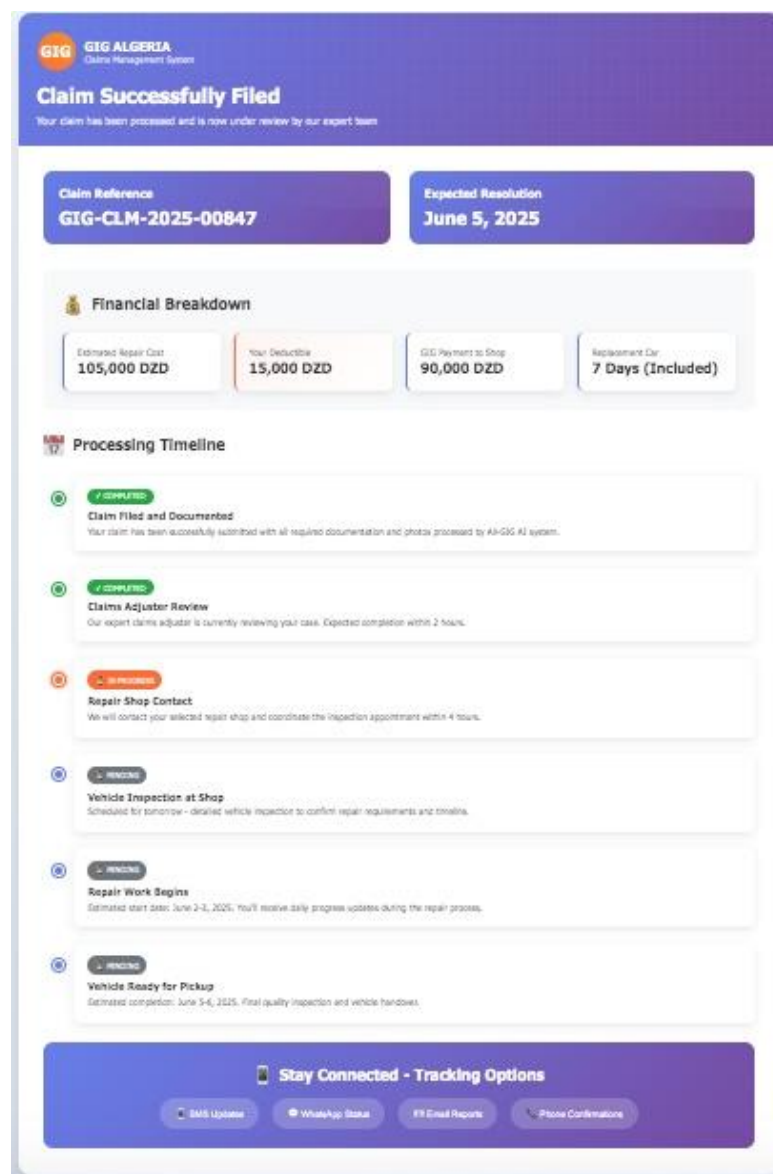 GIG
GIG ALGERIA
Claims Management System
Claim Successfully Filed
Your claim has been processed and is now under review by our expert team
Claim Reference
GIG-CLM-2025-00847
Expected Resolution
June 5, 2025
Financial Breakdown
Estimated Repair Cost
105,000 DZD
Your Deductible
15,000 DZD
GIG Payment to Shop
90,000 DZD
Replacement Car
7 Days (Included)
17
Processing Timeline
✓ COMPLETED
Claim Filed and Documented
Your claim has been successfully submitted with all required documentation and photos processed by All-GIG AI system.
✓ COMPLETED
Claims Adjuster Review
Our expert claims adjuster is currently reviewing your case. Expected completion within 2 hours.
IN PROGRESS
Repair Shop Contact
We will contact your selected repair shop and coordinate the inspection appointment within 4 hours.
PENDING
Vehicle Inspection at Shop
Scheduled for tomorrow - detailed vehicle inspection to confirm repair requirements and timeline.
PENDING
Repair Work Begins
Estimated start date: June 2-3, 2025. You'll receive daily progress updates during the repair process.
PENDING
Vehicle Ready for Pickup
Estimated completion: June 5-6, 2025. Final quality inspection and vehicle handover.
Stay Connected - Tracking Options
SMS Updates
WhatsApp Status
Email Reports
Phone Confirmations